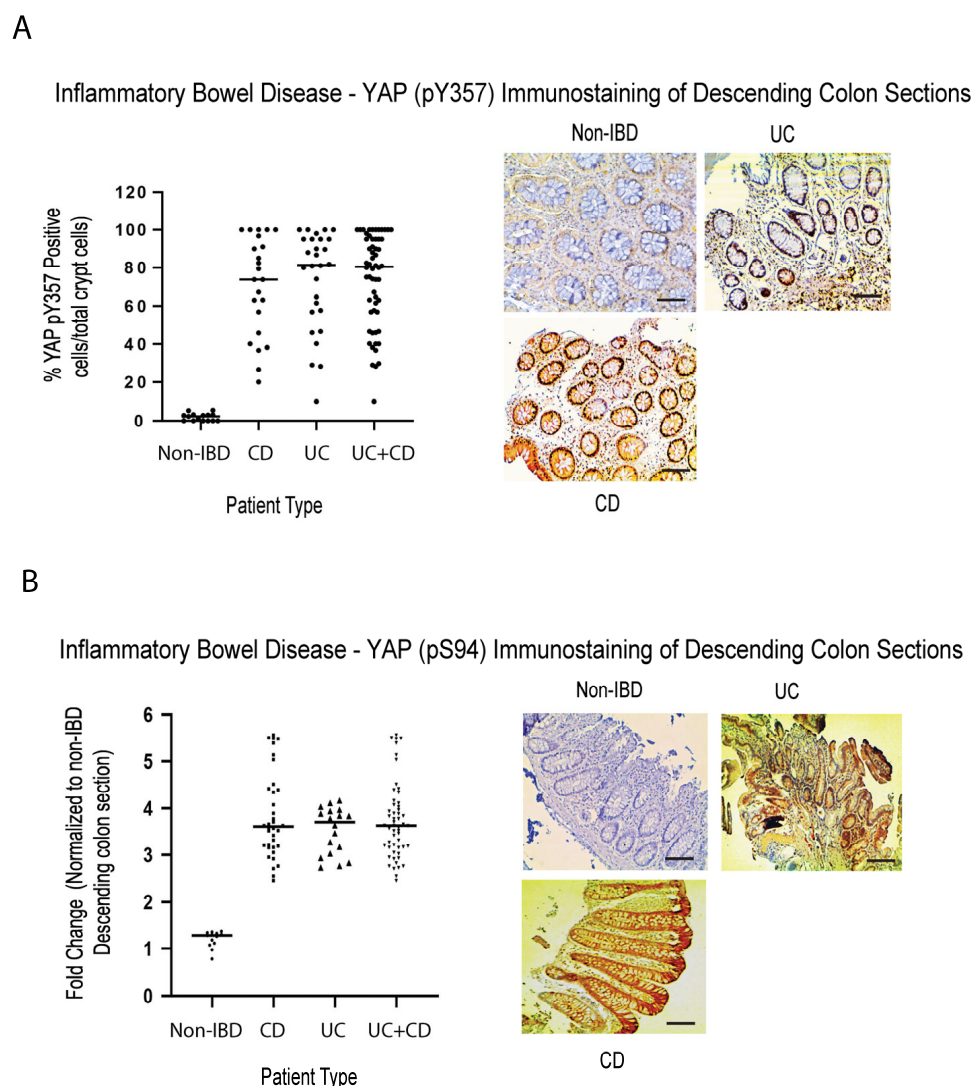 A
Inflammatory Bowel Disease - YAP (pY357) Immunostaining of Descending Colon Sections
Non-IBD
UC
% YAP pY357 Positive
cells/total crypt cells)
120
100
80
60
40
20
0
Non-IBD
CD
UC
UC+CD
Patient Type
CD
B
Inflammatory Bowel Disease - YAP (pS94) Immunostaining of Descending Colon Sections
Non-IBD
UC
Fold Change (Normalized to non-IBD
Descending colon section)
6
5
4
3
2
1
0
Non-IBD
CD
UC
UC+CD
Patient Type
CD